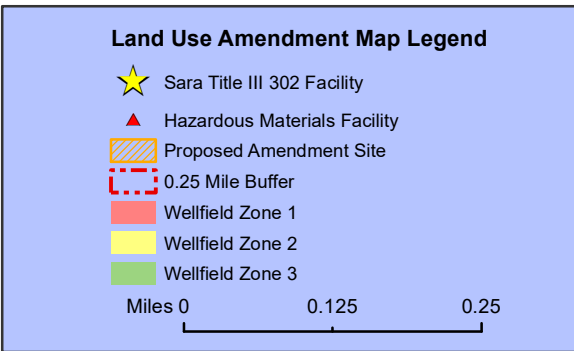 Land Use Amendment Map Legend
Sara Title III 302 Facility
Hazardous Materials Facility
Proposed Amendment Site
0.25 Mile Buffer
Wellfield Zone 1
Wellfield Zone 2
Wellfield Zone 3
Miles 0 0.125 0.25